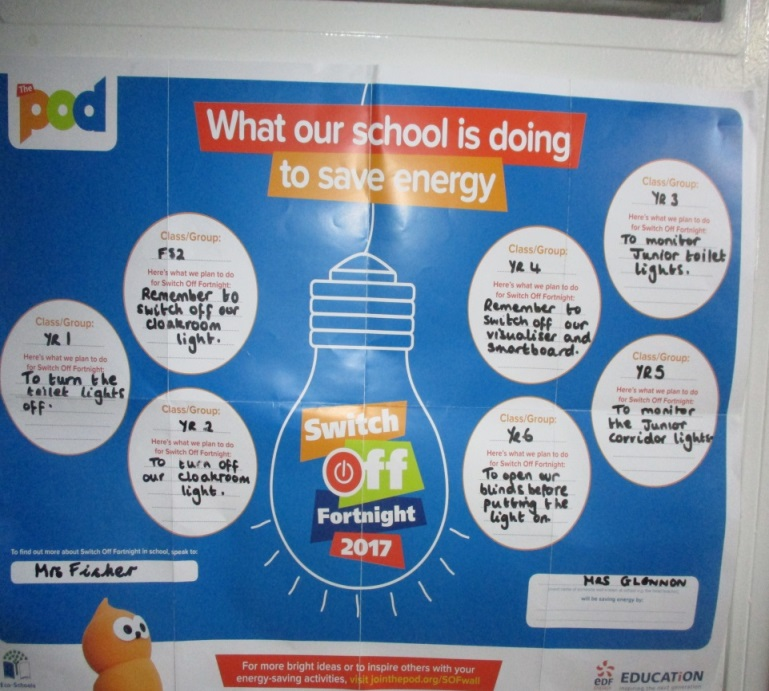 The
pod
What our school is doing
to save energy
Class/Group:
YR 1
Here's what we plan to do
for Switch Off Fortnight:
To turn the
toilet lights
off.
Class/Group:
FS2
Here's what we plan to do
for Switch Off Fortnight:
Remember to
switch off our
cloakroom
light.
Class/Group:
YR 2
Here's what we plan to do
for Switch Off Fortnight:
To turn off
our cloakroom
light.
Switch
Off
Fortnight
2017
Class/Group:
YR 4
Here's what we plan to do
for Switch Off Fortnight:
Remember to
switch off our
visualiser and
smartboard.
Class/Group:
YR 3
Here's what we plan to do
for Switch Off Fortnight:
To monitor
Junior toilet
lights.
Class/Group:
YR6
Here's what we plan to do
for Switch Off Fortnight:
To open our
blinds before
putting the
light on
Class/Group:
YR5
Here's what we plan to do
for Switch Off Fortnight:
To monitor
the Junior
corridor lights
To find out more about Switch Off Fortnight in school, speak to:
Mrs Fisher
MRS GLENNON
will be saving energy for:
For more bright ideas or to inspire others with your
energy-saving activities, visit jointhepod.org/SOFwall
Eco Schools
edf EDUCATiON